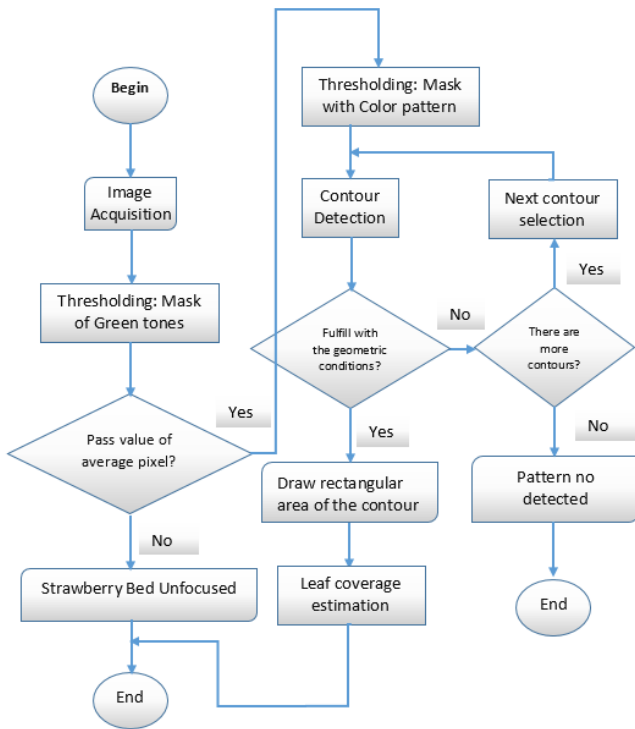 Begin
Image
Acquisition
Thresholding: Mask
of Green tones
Pass value of
average pixel?
Yes
No
Strawberry Bed Unfocused
End
Thresholding: Mask
with Color pattern
Contour
Detection
Fulfill with
the geometric
conditions?
No
Yes
Draw rectangular
area of the contour
Leaf coverage
estimation
Next contour
selection
Yes
There are
more
contours?
No
Pattern no
detected
End